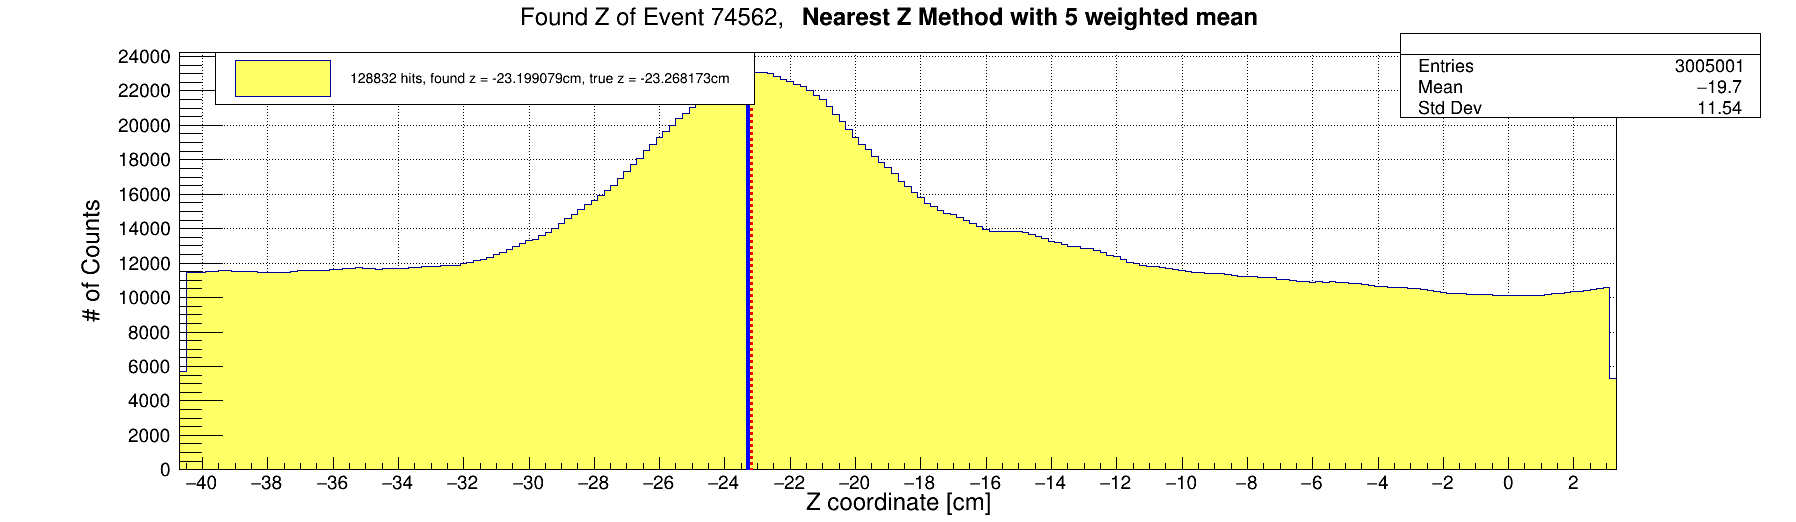 Found Z of Event 74562, Nearest Z Method with 5 weighted mean
24000
22000
20000
18000
16000
14000
12000
10000
8000
6000
4000
2000
0
# of Counts
128832 hits, found z = -23.199079cm, true z = -23.268173cm
Entries 3005001
Mean −19.7
Std Dev 11.54
−40 −38 −36 −34 −32 −30 −28 −26 −24 −22 −20 −18 −16 −14 −12 −10 −8 −6 −4 −2 0 2
Z coordinate [cm]